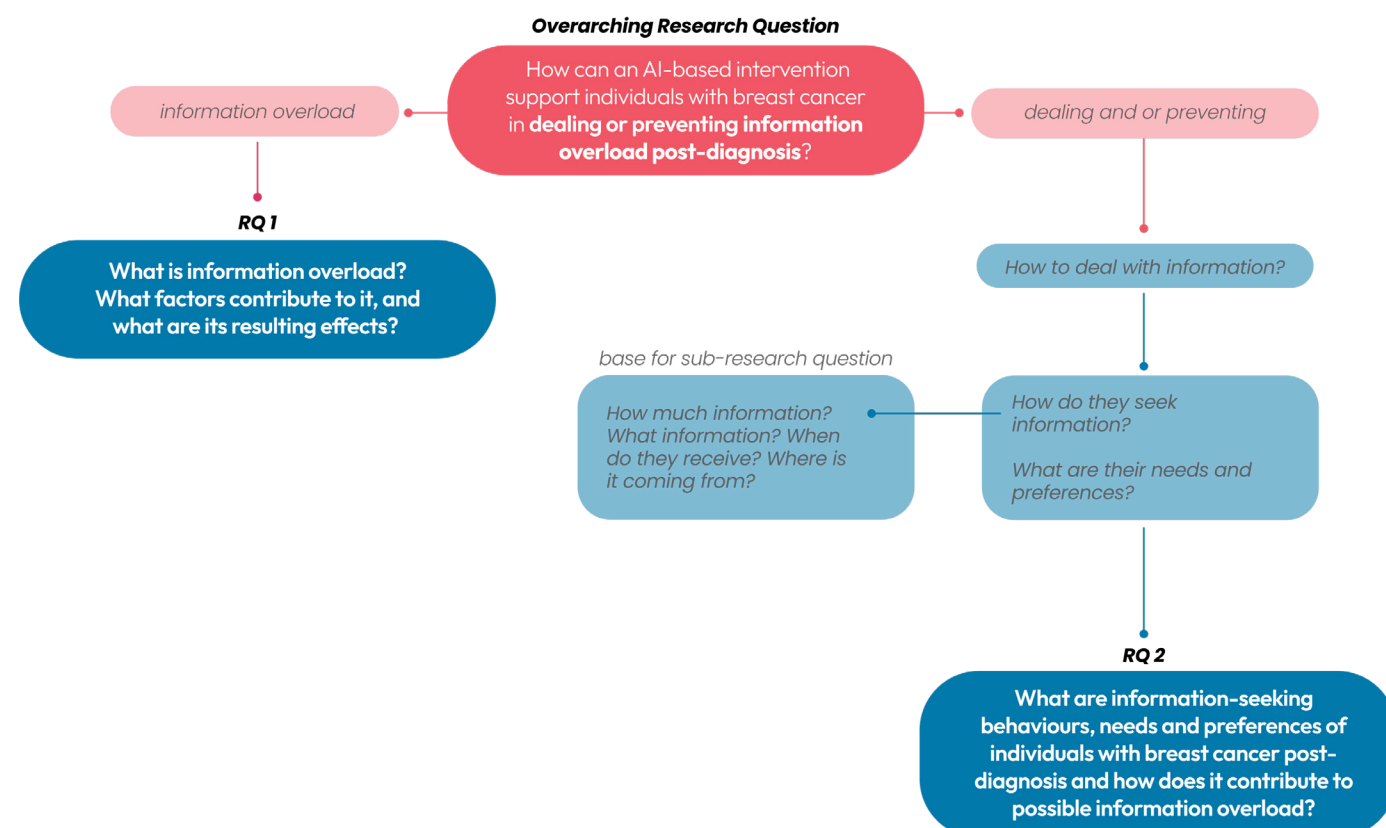 Overarching Research Question
How can an AI-based intervention
support individuals with breast cancer
in dealing or preventing information
overload post-diagnosis?
information overload
dealing and or preventing
RQ 1
What is information overload?
What factors contribute to it, and
what are its resulting effects?
How to deal with information?
base for sub-research question
How much information?
What information? When
do they receive? Where is
it coming from?
How do they seek
information?
What are their needs and
preferences?
RQ 2
What are information-seeking
behaviours, needs and preferences of
individuals with breast cancer post-
diagnosis and how does it contribute to
possible information overload?